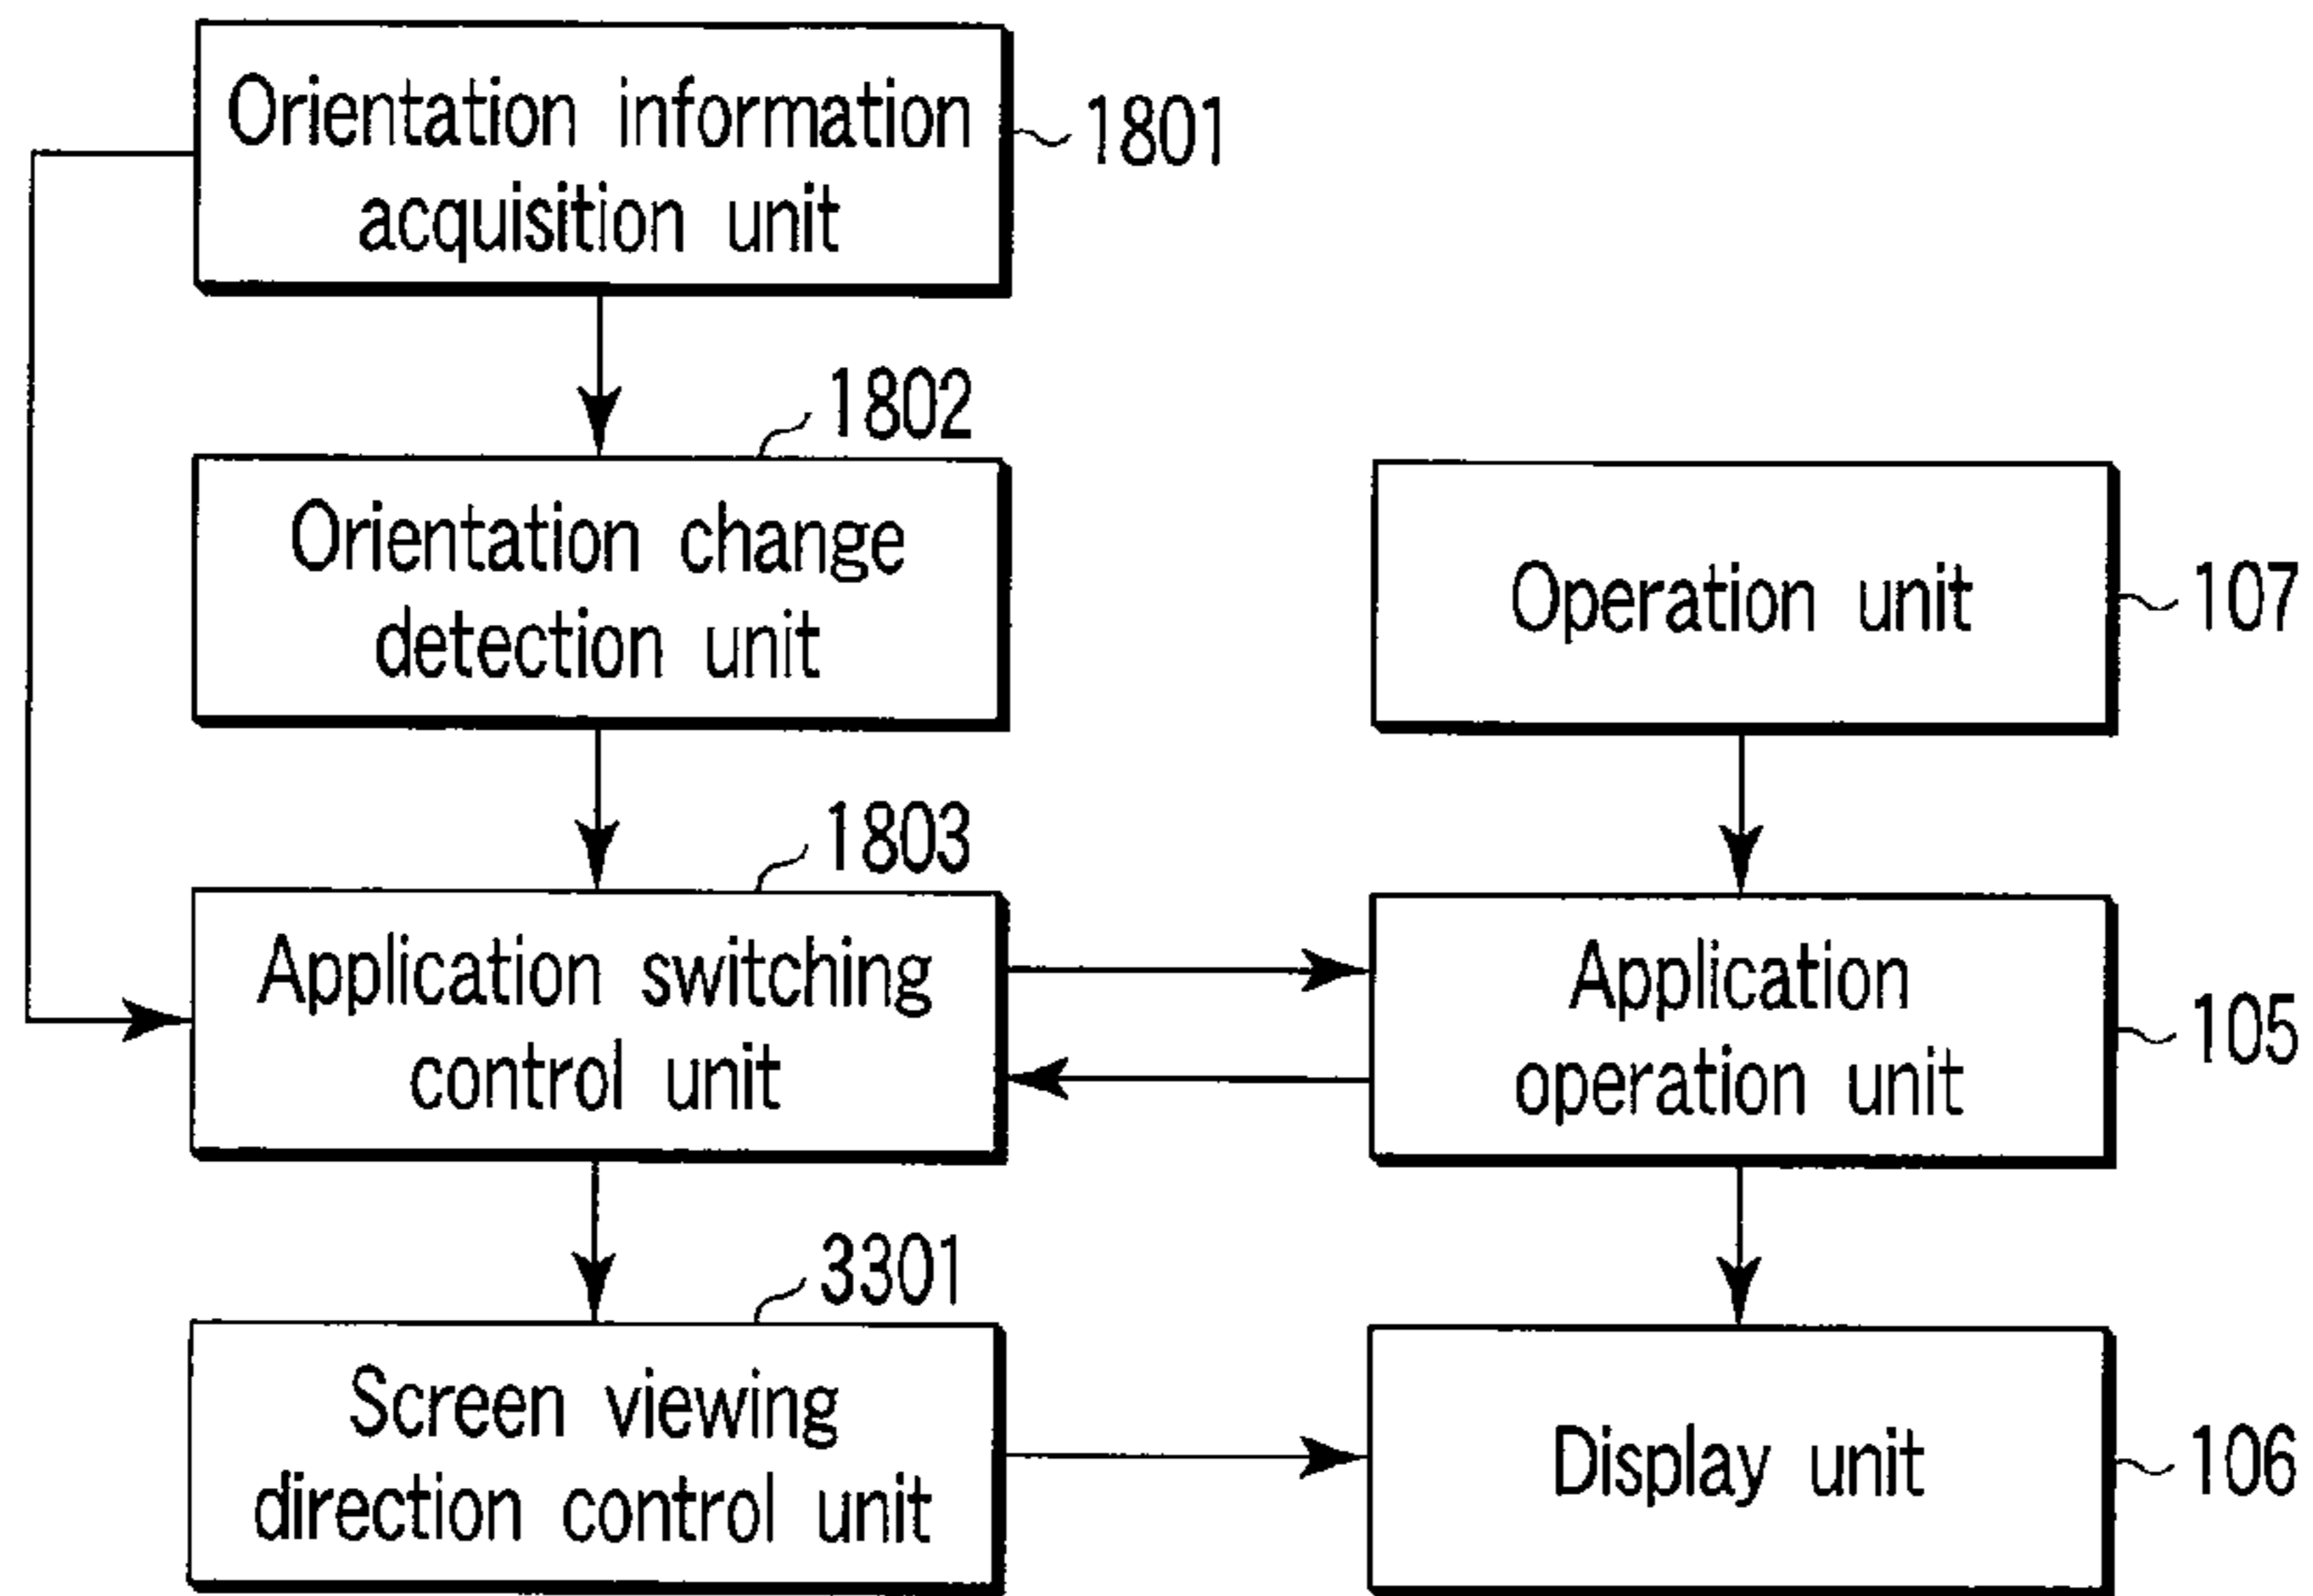 Orientation information
acquisition unit
1801
1802
Orientation change
detection unit
Operation unit
107
1803
Application switching
control unit
Application
operation unit
105
3301
Screen viewing
direction control unit
Display unit
106